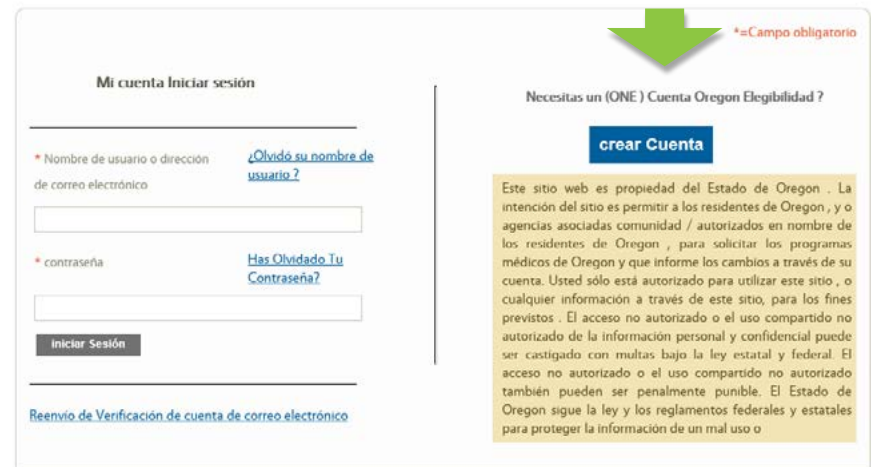 *=Campo obligatorio
Mi cuenta Iniciar sesión
* Nombre de usuario o dirección
de correo electrónico
¿Olvidó su nombre de
usuario ?
* contraseña
Has Olvidado Tu
Contraseña?
iniciar Sesión
Reenvío de Verificación de cuenta de correo electrónico
Necesitas un (ONE ) Cuenta Oregon Elegibilidad ?
crear Cuenta
Este sitio web es propiedad del Estado de Oregon . La
intención del sitio es permitir a los residentes de Oregon , y o
agencias asociadas comunidad / autorizados en nombre de
los residentes de Oregon , para solicitar los programas
médicos de Oregon y que informe los cambios a través de su
cuenta. Usted sólo está autorizado para utilizar este sitio , o
cualquier información a través de este sitio, para los fines
previstos . El acceso no autorizado o el uso compartido no
autorizado de la información personal y confidencial puede
ser castigado con multas bajo la ley estatal y federal. El
acceso no autorizado o el uso compartido no autorizado
también pueden ser penalmente punible. El Estado de
Oregon sigue la ley y los reglamentos federales y estatales
para proteger la información de un mal uso o